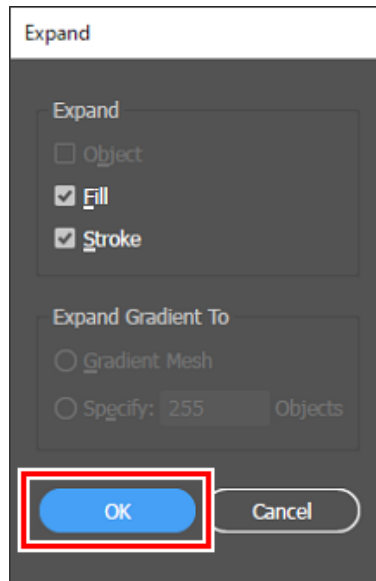 Expand
Expand
Object
Fill
Stroke
Expand Gradient To
Gradient Mesh
Specify: 255 Objects
OK Cancel